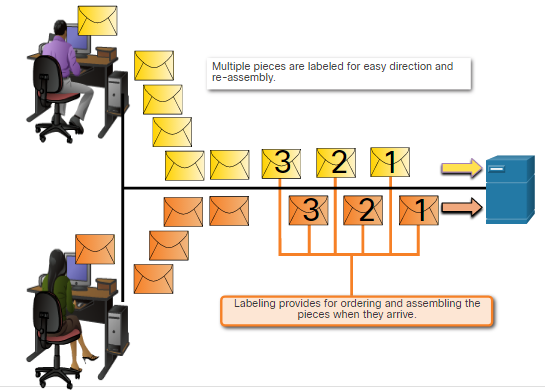 Multiple pieces are labeled for easy direction and
re-assembly.
3 2 1
3 2 1
Labeling provides for ordering and assembling the
pieces when they arrive.